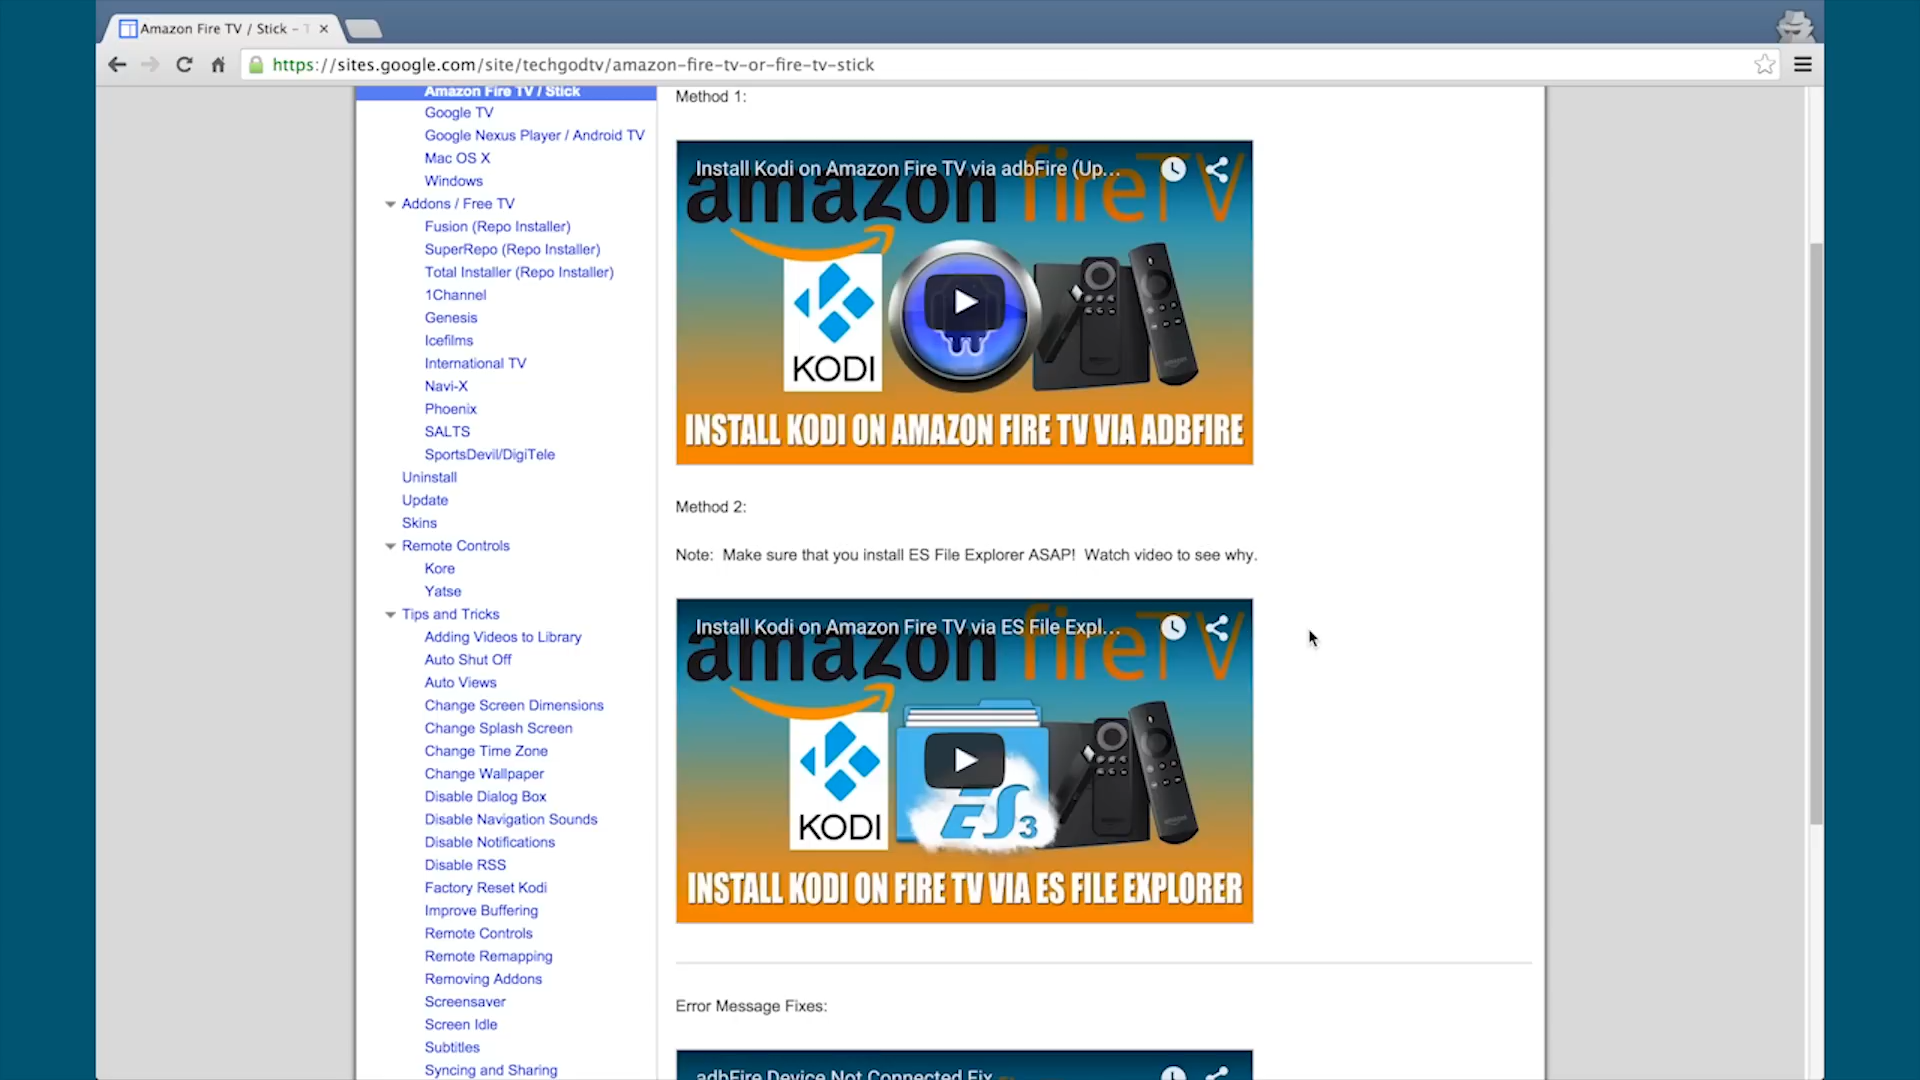 Amazon Fire TV / Stick - T
https://sites.google.com/site/techgodtv/amazon-fire-tv-or-fire-tv-stick
Amazon Fire TV / Stick
Google TV
Google Nexus Player / Android TV
Mac OS X
Windows
Addons / Free TV
Fusion (Repo Installer)
SuperRepo (Repo Installer)
Total Installer (Repo Installer)
1Channel
Genesis
Icefilms
International TV
Navi-X
Phoenix
SALTS
SportsDevil/DigiTele
Uninstall
Update
Skins
Remote Controls
Kore
Yatse
Tips and Tricks
Adding Videos to Library
Auto Shut Off
Auto Views
Change Screen Dimensions
Change Splash Screen
Change Time Zone
Change Wallpaper
Disable Dialog Box
Disable Navigation Sounds
Disable Notifications
Disable RSS
Factory Reset Kodi
Improve Buffering
Remote Controls
Remote Remapping
Removing Addons
Screensaver
Screen Idle
Subtitles
Syncing and Sharing
Method 1:
Install Kodi on Amazon Fire TV via adbFire (Up...
amazon fireTV
KODI
INSTALL KODI ON AMAZON FIRE TV VIA ADBFIRE
Method 2:
Note: Make sure that you install ES File Explorer ASAP! Watch video to see why.
Install Kodi on Amazon Fire TV via ES File Expl...
amazon fireTV
KODI
ES 3
INSTALL KODI ON FIRE TV VIA ES FILE EXPLORER
Error Message Fixes:
adbFire Device Not Connected Fix